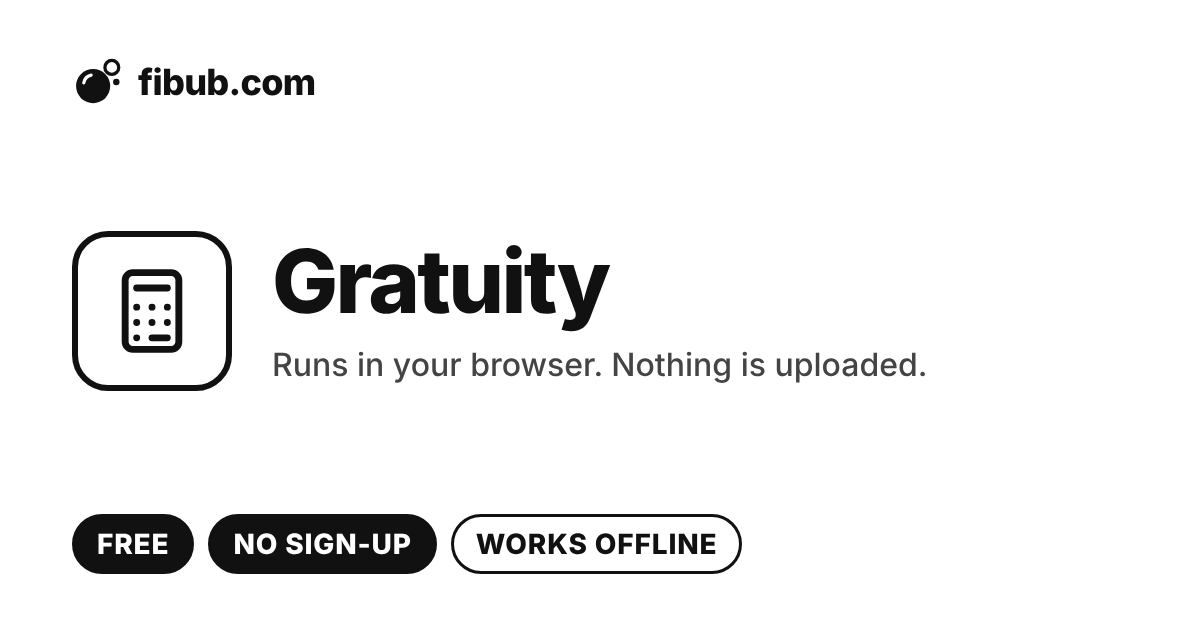 fibub.com
Gratuity
Runs in your browser. Nothing is uploaded.
FREE
NO SIGN-UP
WORKS OFFLINE